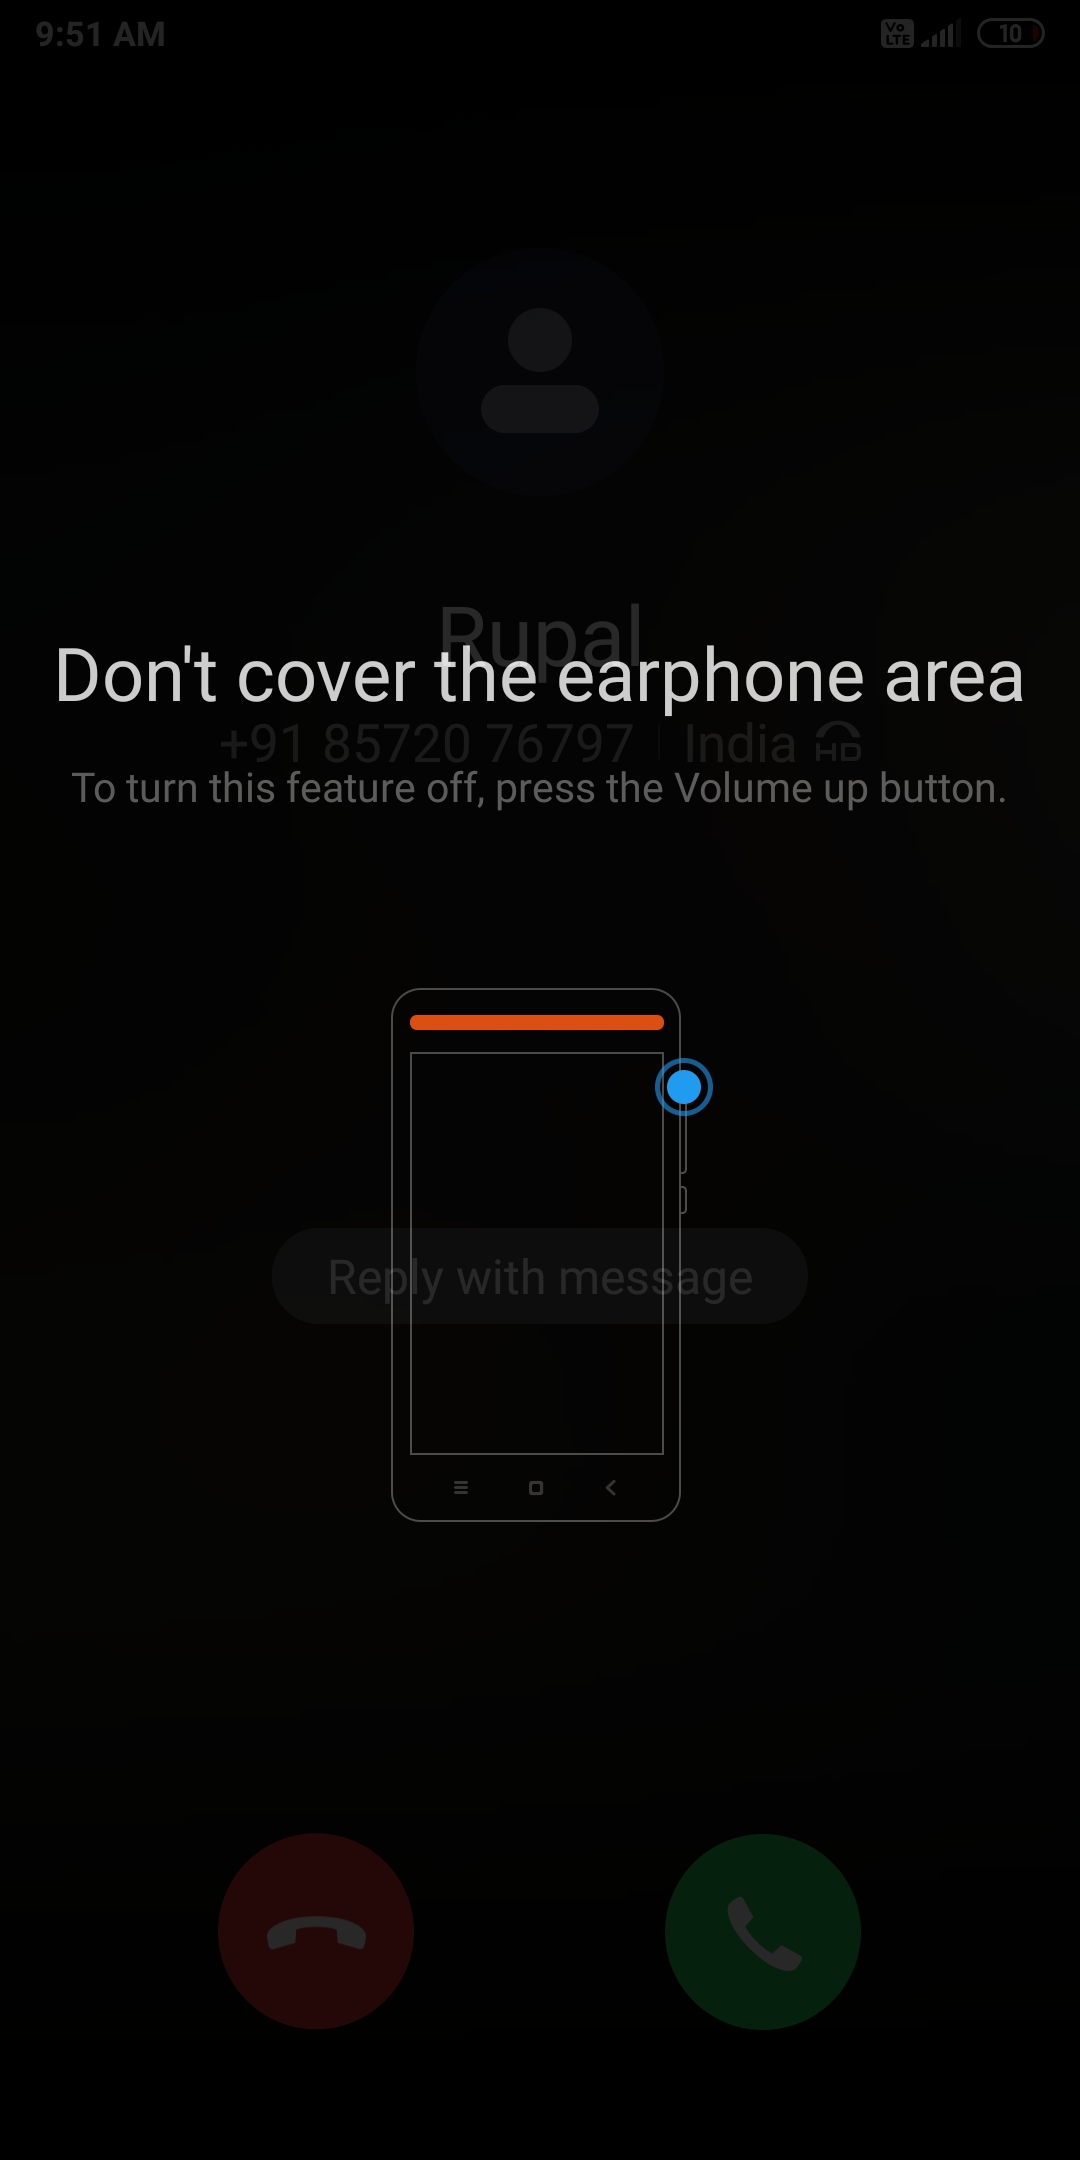 9:51 AM
Vo LTE
10
Rupal
Don't cover the earphone area
+91 85720 76797 | India HD
To turn this feature off, press the Volume up button.
Reply with message